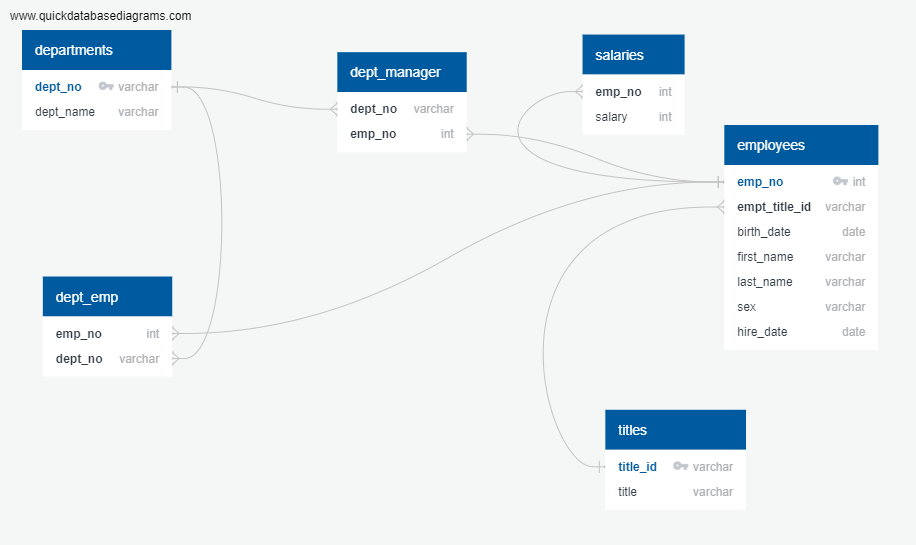 www.quickdatabasediagrams.com
departments
dept_no varchar
dept_name varchar
dept_manager
dept_no varchar
emp_no int
salaries
emp_no int
salary int
employees
emp_no int
empt_title_id varchar
birth_date date
first_name varchar
last_name varchar
sex varchar
hire_date date
dept_emp
emp_no int
dept_no varchar
titles
title_id varchar
title varchar